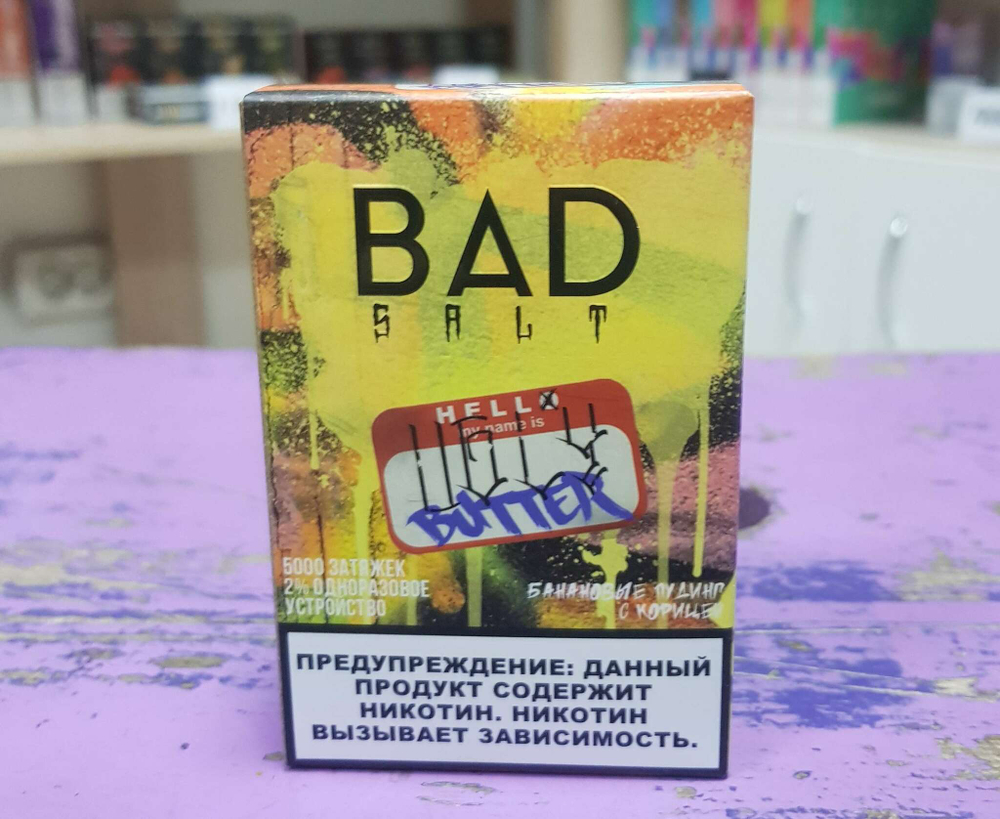 BAD
SALT
HELLO
my name is
UGLY
BUTTER
5000 ЗАТЯЖЕК
2% ОДНОРАЗОВОЕ
УСТРОЙСТВО
БАНАНОВЫЕ ПУДИНГ
С КОРИЦЕЙ
ПРЕДУПРЕЖДЕНИЕ: ДАННЫЙ
ПРОДУКТ СОДЕРЖИТ
НИКОТИН. НИКОТИН
ВЫЗЫВАЕТ ЗАВИСИМОСТЬ.